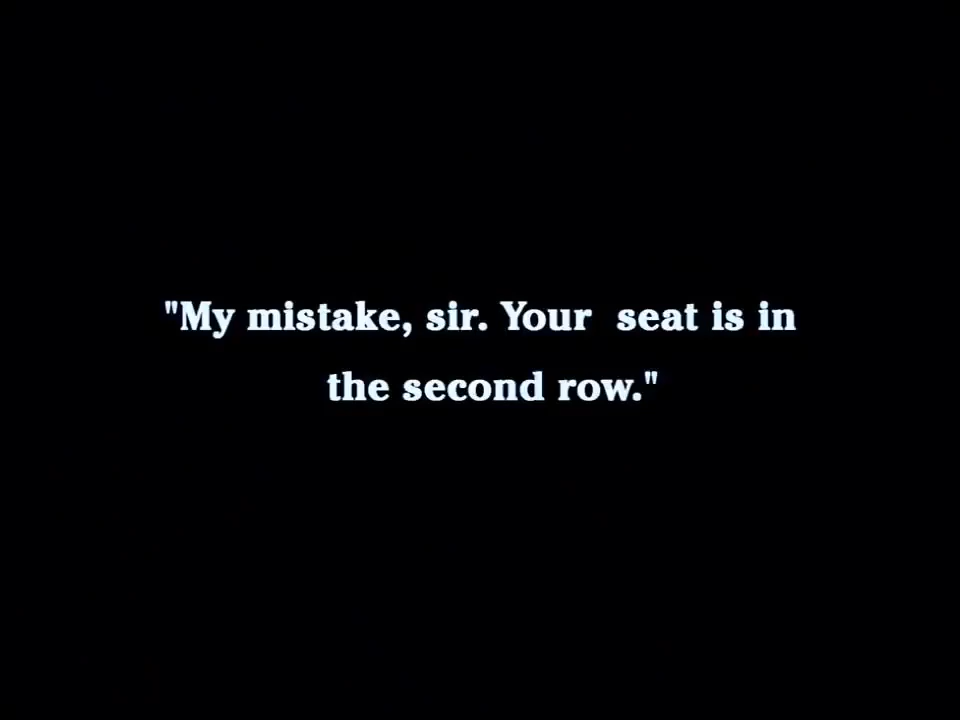 "My mistake, sir. Your  seat is in
the second row."